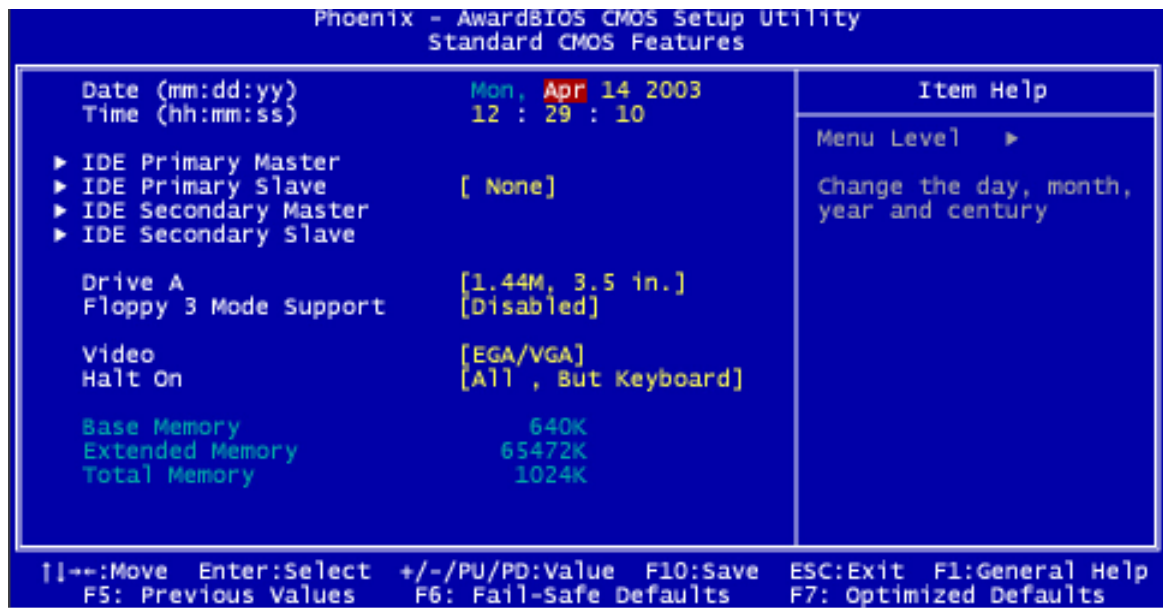 Phoenix - AwardBIOS CMOS Setup Utility
Standard CMOS Features
Date (mm:dd:yy) Mon, Apr 14 2003
Time (hh:mm:ss) 12 : 29 : 10
▶ IDE Primary Master
▶ IDE Primary Slave [ None]
▶ IDE Secondary Master
▶ IDE Secondary Slave
Drive A [1.44M, 3.5 in.]
Floppy 3 Mode Support [Disabled]
Video [EGA/VGA]
Halt On [All , But Keyboard]
Base Memory 640K
Extended Memory 65472K
Total Memory 1024K
Item Help
Menu Level ▶
Change the day, month,
year and century
↑↓→←:Move Enter:Select +/-/PU/PD:Value F10:Save ESC:Exit F1:General Help
F5: Previous Values F6: Fail-Safe Defaults F7: Optimized Defaults